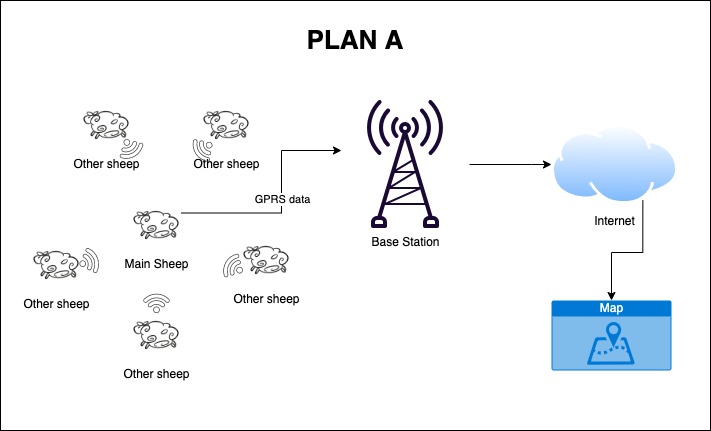 PLAN A
Other sheep
Other sheep
GPRS data
Base Station
Internet
Main Sheep
Other sheep
Other sheep
Map
Other sheep